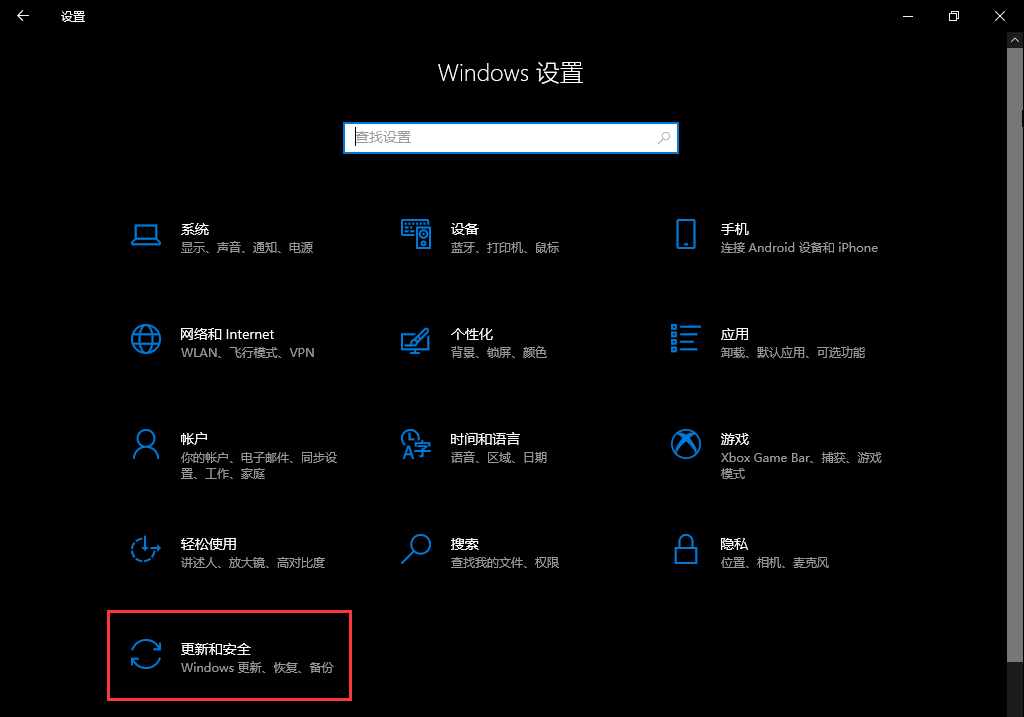 设置
Windows 设置
查找设置
系统
显示、声音、通知、电源
设备
蓝牙、打印机、鼠标
手机
连接 Android 设备和 iPhone
网络和 Internet
WLAN、飞行模式、VPN
个性化
背景、锁屏、颜色
应用
卸载、默认应用、可选功能
帐户
你的帐户、电子邮件、同步设
置、工作、家庭
时间和语言
语音、区域、日期
游戏
Xbox Game Bar、捕获、游戏
模式
轻松使用
讲述人、放大镜、高对比度
搜索
查找我的文件、权限
隐私
位置、相机、麦克风
更新和安全
Windows 更新、恢复、备份